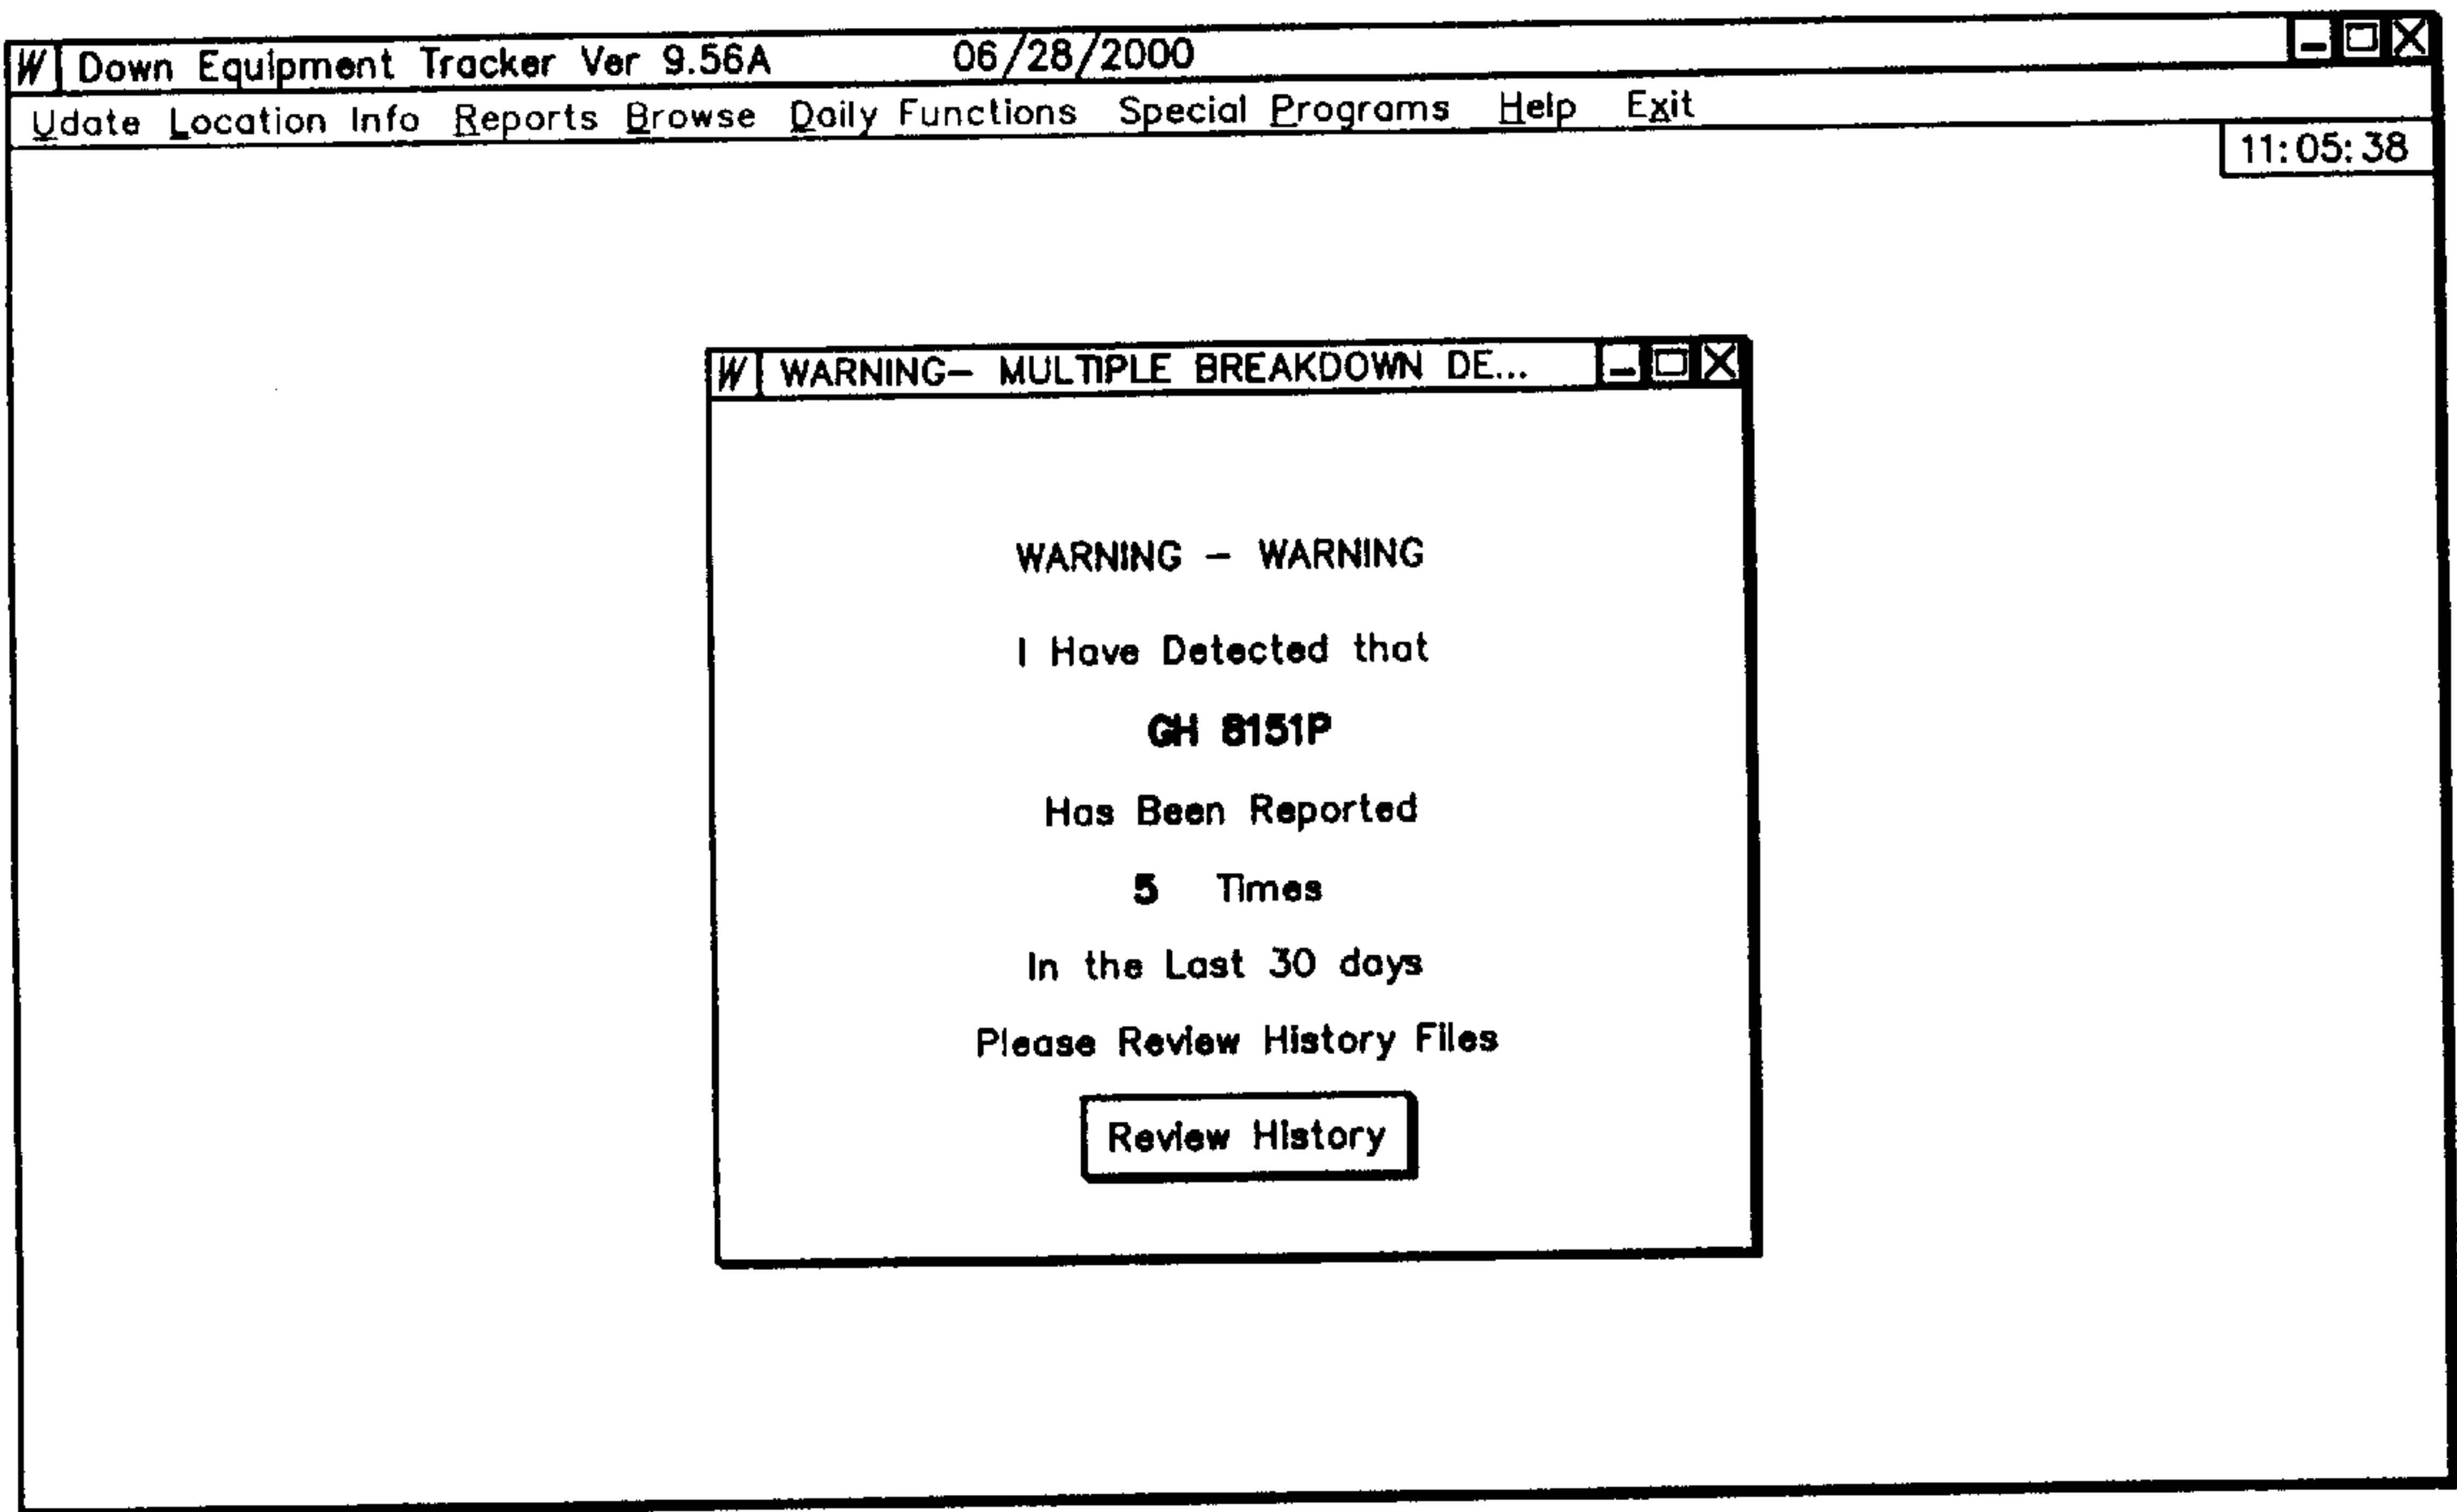 W Down Equipment Tracker Ver 9.56A 06/28/2000
Udate Location Info Reports Browse Daily Functions Special Programs Help Exit
11:05:38
W WARNING- MULTIPLE BREAKDOWN DE...
WARNING - WARNING
I Have Detected that
GH 8151P
Has Been Reported
5 Times
In the Last 30 days
Please Review History Files
Review History